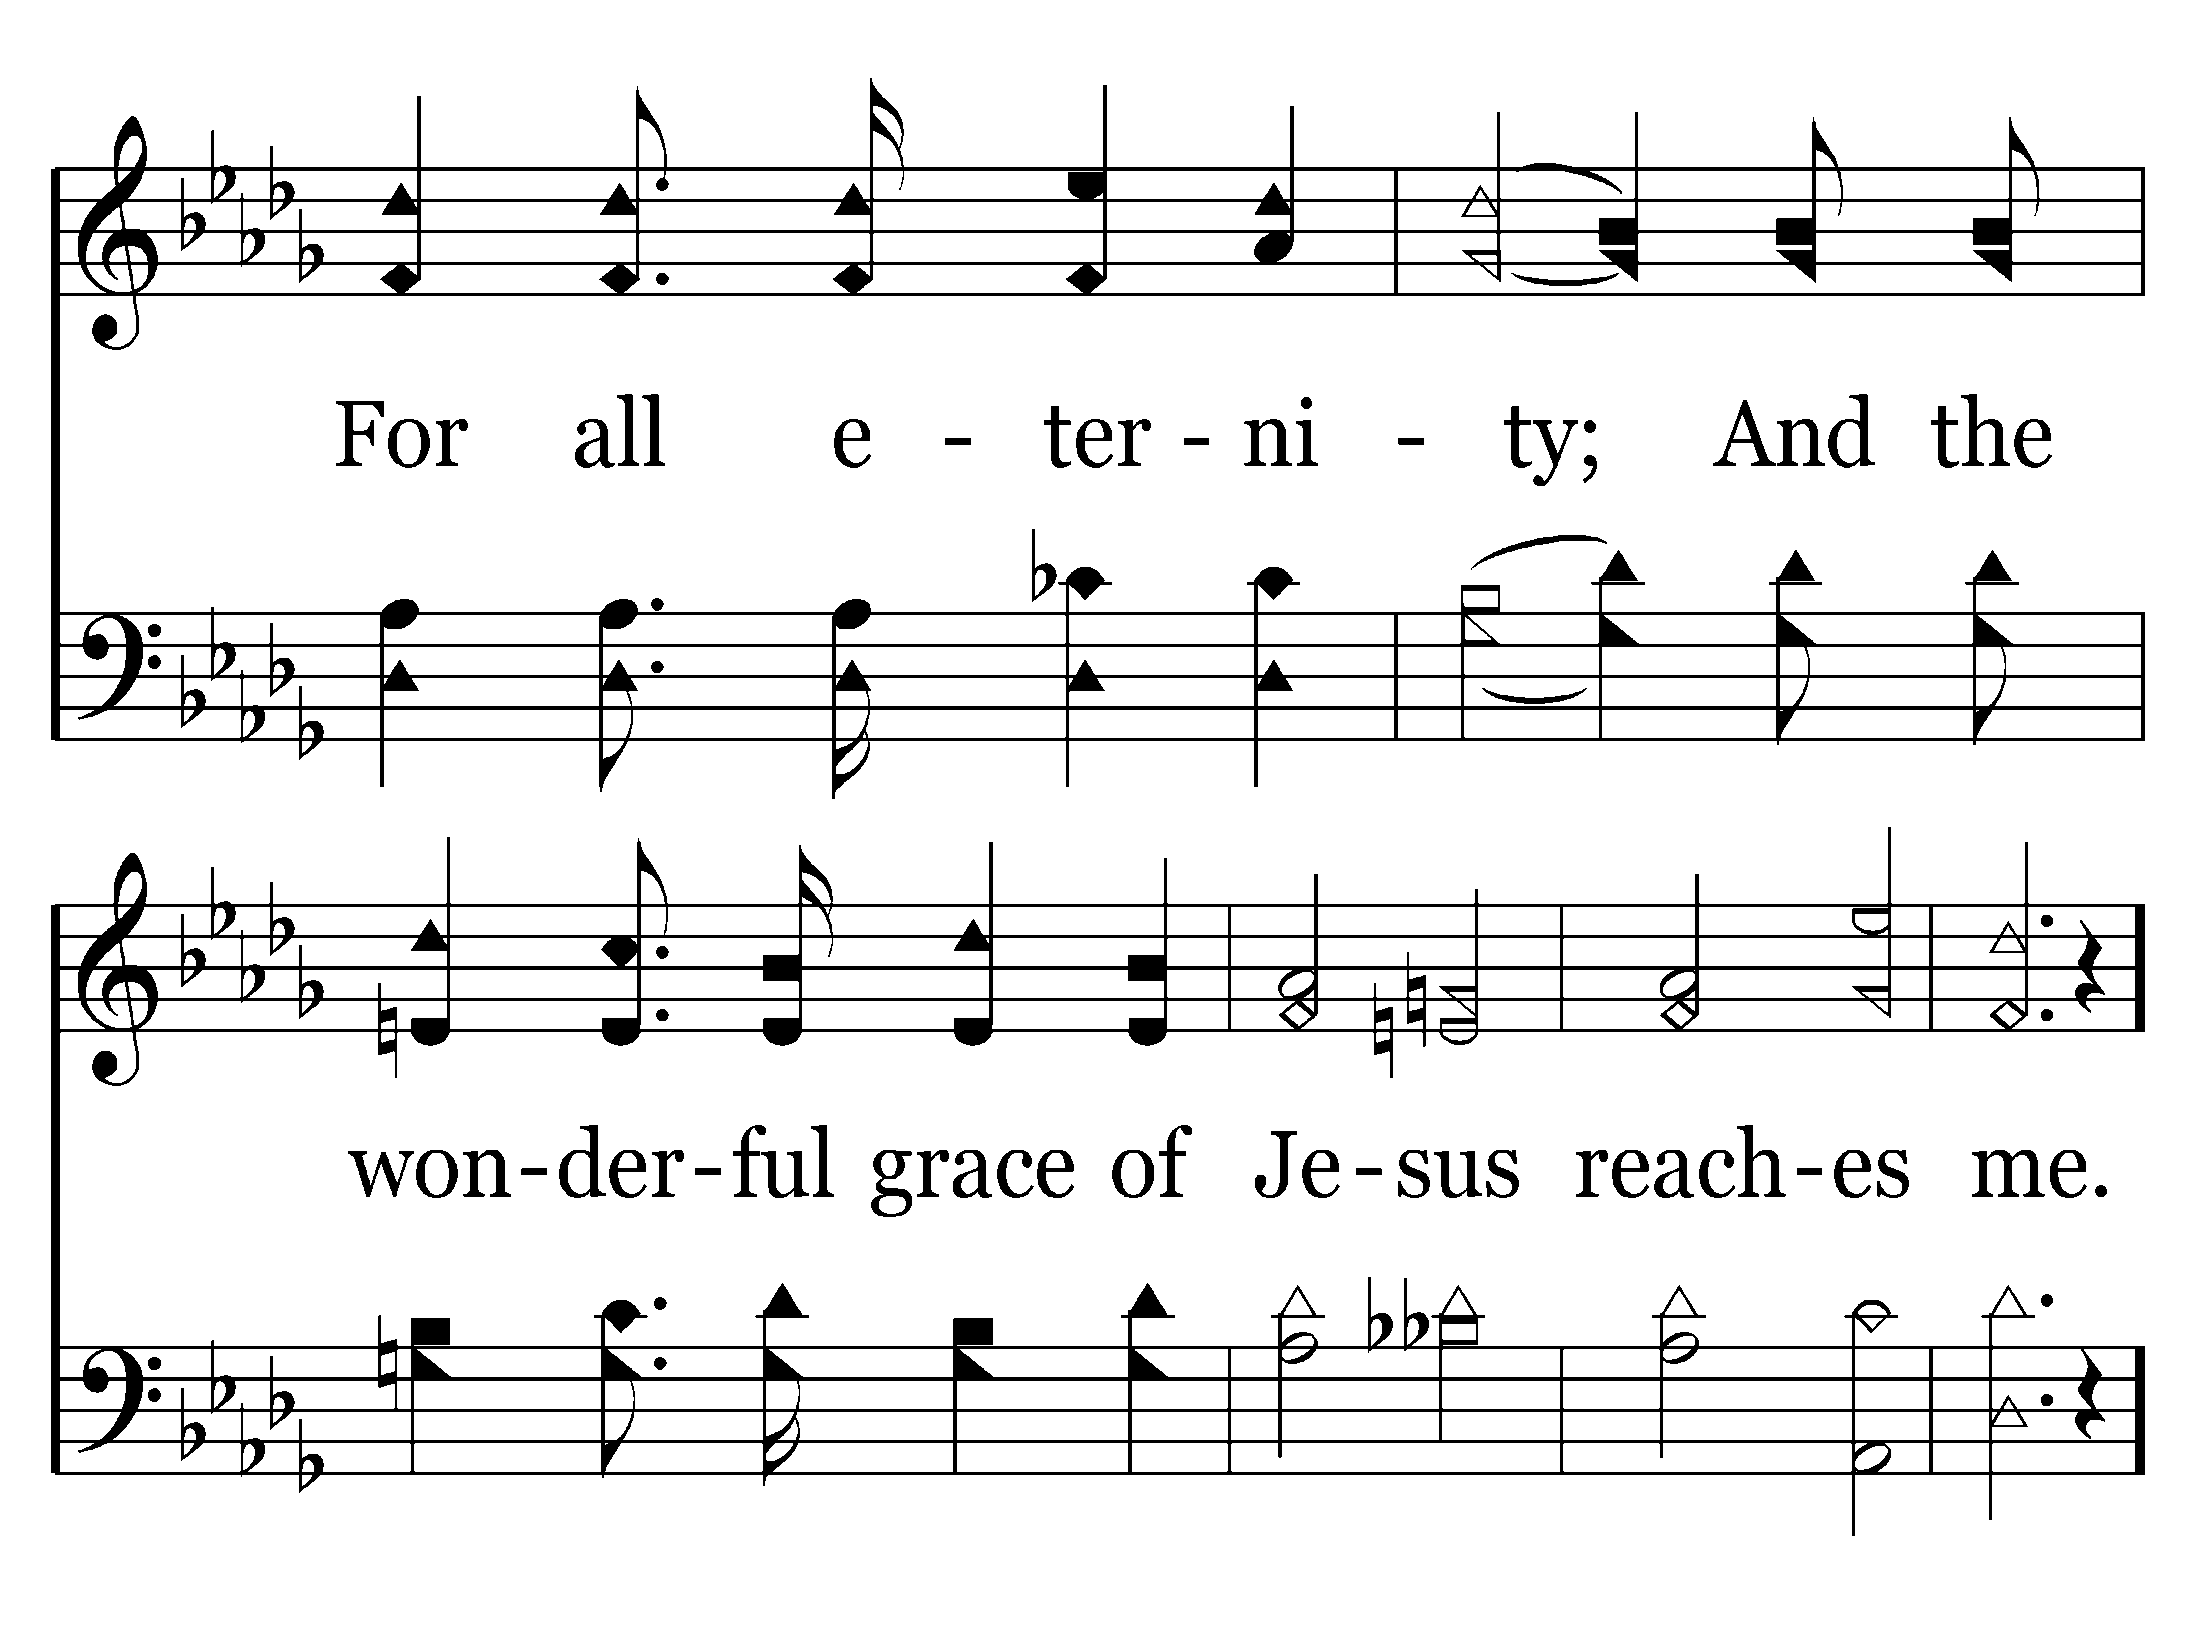 For all e - ter - ni - ty; And the
won-der-ful grace of Je-sus reach-es me.